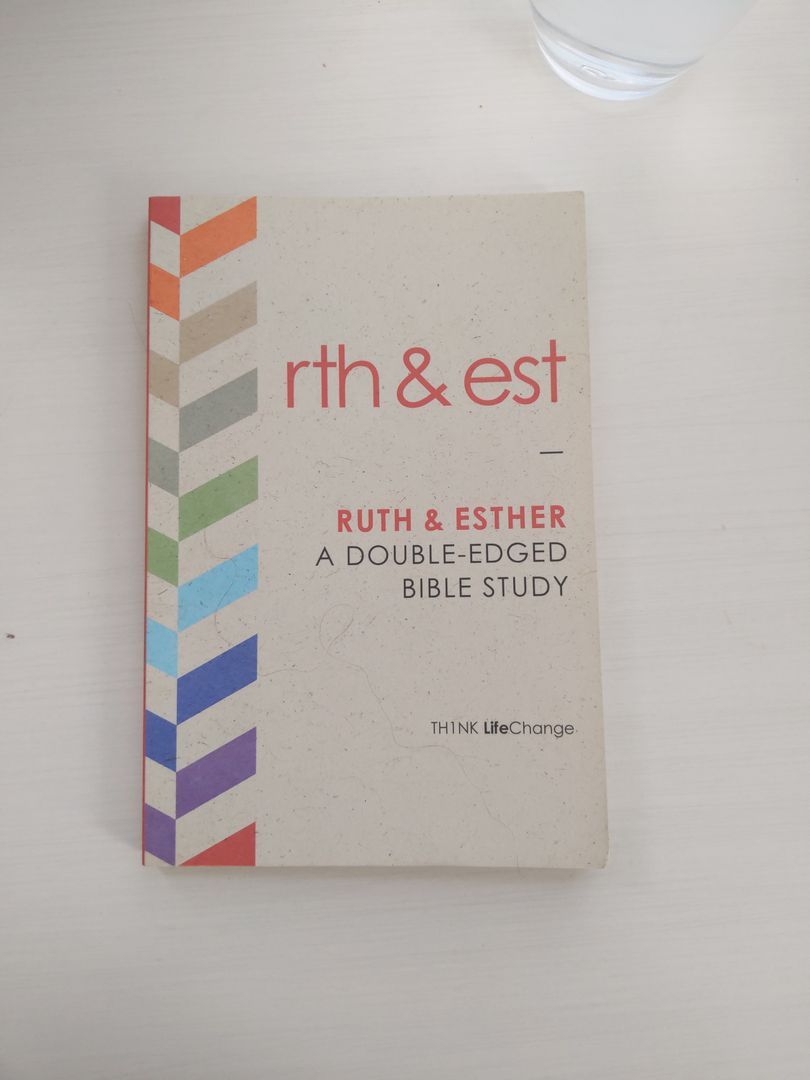 rth & est
—
RUTH & ESTHER
A DOUBLE-EDGED
BIBLE STUDY
TH1NK LifeChange